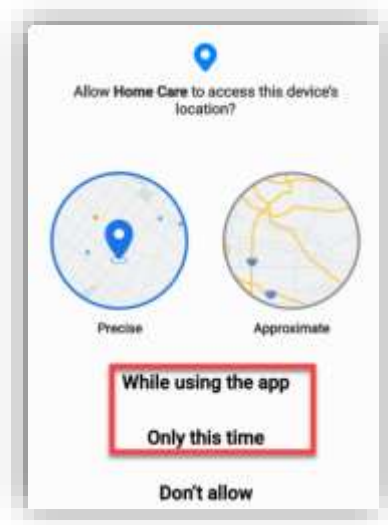 Allow Home Care to access this device's
location?
Precise
Approximate
While using the app
Only this time
Don't allow